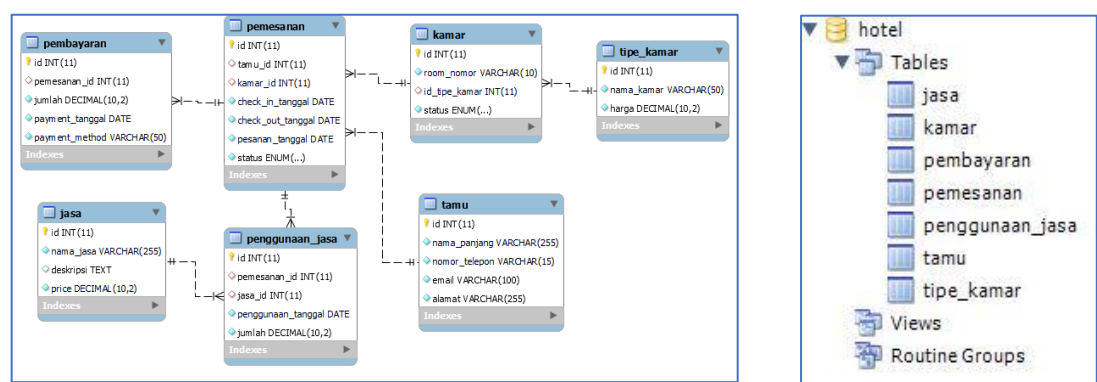 pembayaran
id INT(11)
pemesanan_id INT(11)
jumlah DECIMAL(10,2)
payment_tanggal DATE
payment_method VARCHAR(50)
Indexes
pemesanan
id INT(11)
tamu_id INT(11)
kamar_id INT(11)
check_in_tanggal DATE
check_out_tanggal DATE
pesanan_tanggal DATE
status ENUM(...)
Indexes
kamar
id INT(11)
room_nomor VARCHAR(10)
id_tipe_kamar INT(11)
status ENUM(...)
Indexes
tipe_kamar
id INT(11)
nama_kamar VARCHAR(50)
harga DECIMAL(10,2)
Indexes
jasa
id INT(11)
nama_jasa VARCHAR(255)
deskripsi TEXT
price DECIMAL(10,2)
Indexes
penggunaan_jasa
id INT(11)
pemesanan_id INT(11)
jasa_id INT(11)
penggunaan_tanggal DATE
jumlah DECIMAL(10,2)
Indexes
tamu
id INT(11)
nama_panjang VARCHAR(255)
nomor_telepon VARCHAR(15)
email VARCHAR(100)
alamat VARCHAR(255)
Indexes
hotel
Tables
jasa
kamar
pembayaran
pemesanan
penggunaan_jasa
tamu
tipe_kamar
Views
Routine Groups